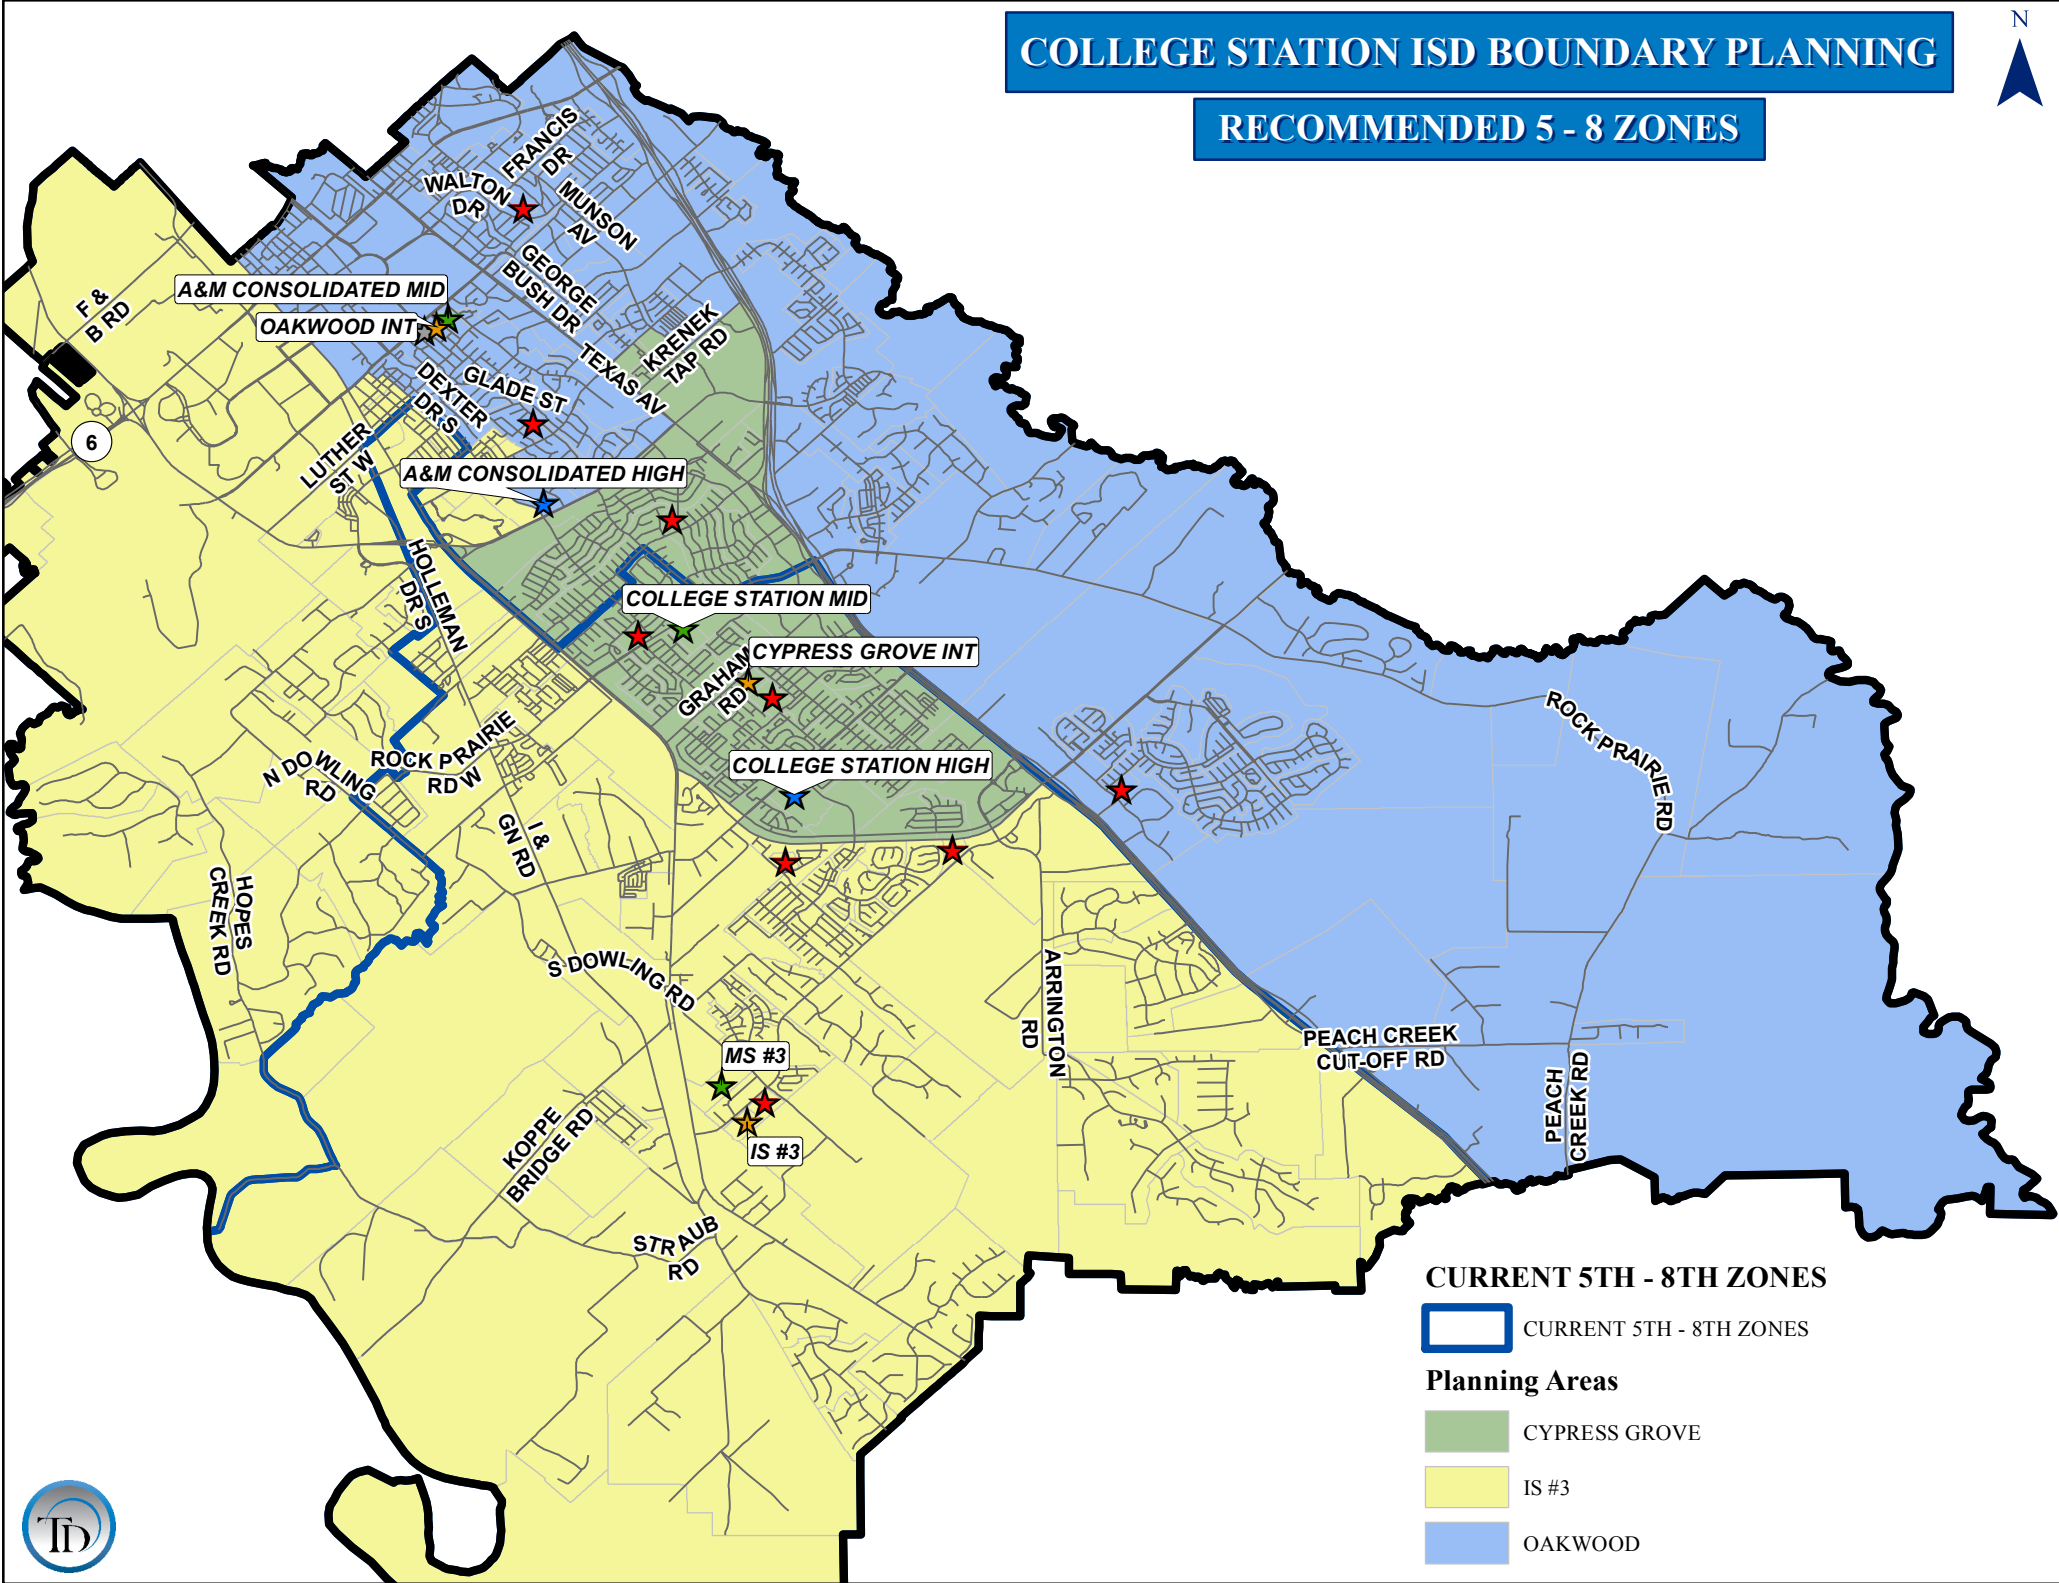 COLLEGE STATION ISD BOUNDARY PLANNING
RECOMMENDED 5 - 8 ZONES
N
FRANCIS
DR
WALTON
DR
MUNSON
AV
GEORGE
BUSH DR
A&M CONSOLIDATED MID
OAKWOOD INT
F &
B RD
KRENEK
TAP RD
TEXAS AV
GLADE ST
DEXTER
DR S
6
LUTHER
ST W
A&M CONSOLIDATED HIGH
HOLLEMAN
DR S
COLLEGE STATION MID
CYPRESS GROVE INT
GRAHAM
RD
ROCK PRAIRIE
RD W
N DOWLING
RD
COLLEGE STATION HIGH
ROCK PRAIRIE RD
I &
GN RD
HOPES
CREEK RD
S DOWLING RD
ARRINGTON
RD
PEACH CREEK
CUT-OFF RD
PEACH
CREEK RD
MS #3
IS #3
KOPPE
BRIDGE RD
STRAUB
RD
CURRENT 5TH - 8TH ZONES
CURRENT 5TH - 8TH ZONES
Planning Areas
CYPRESS GROVE
IS #3
OAKWOOD
TD